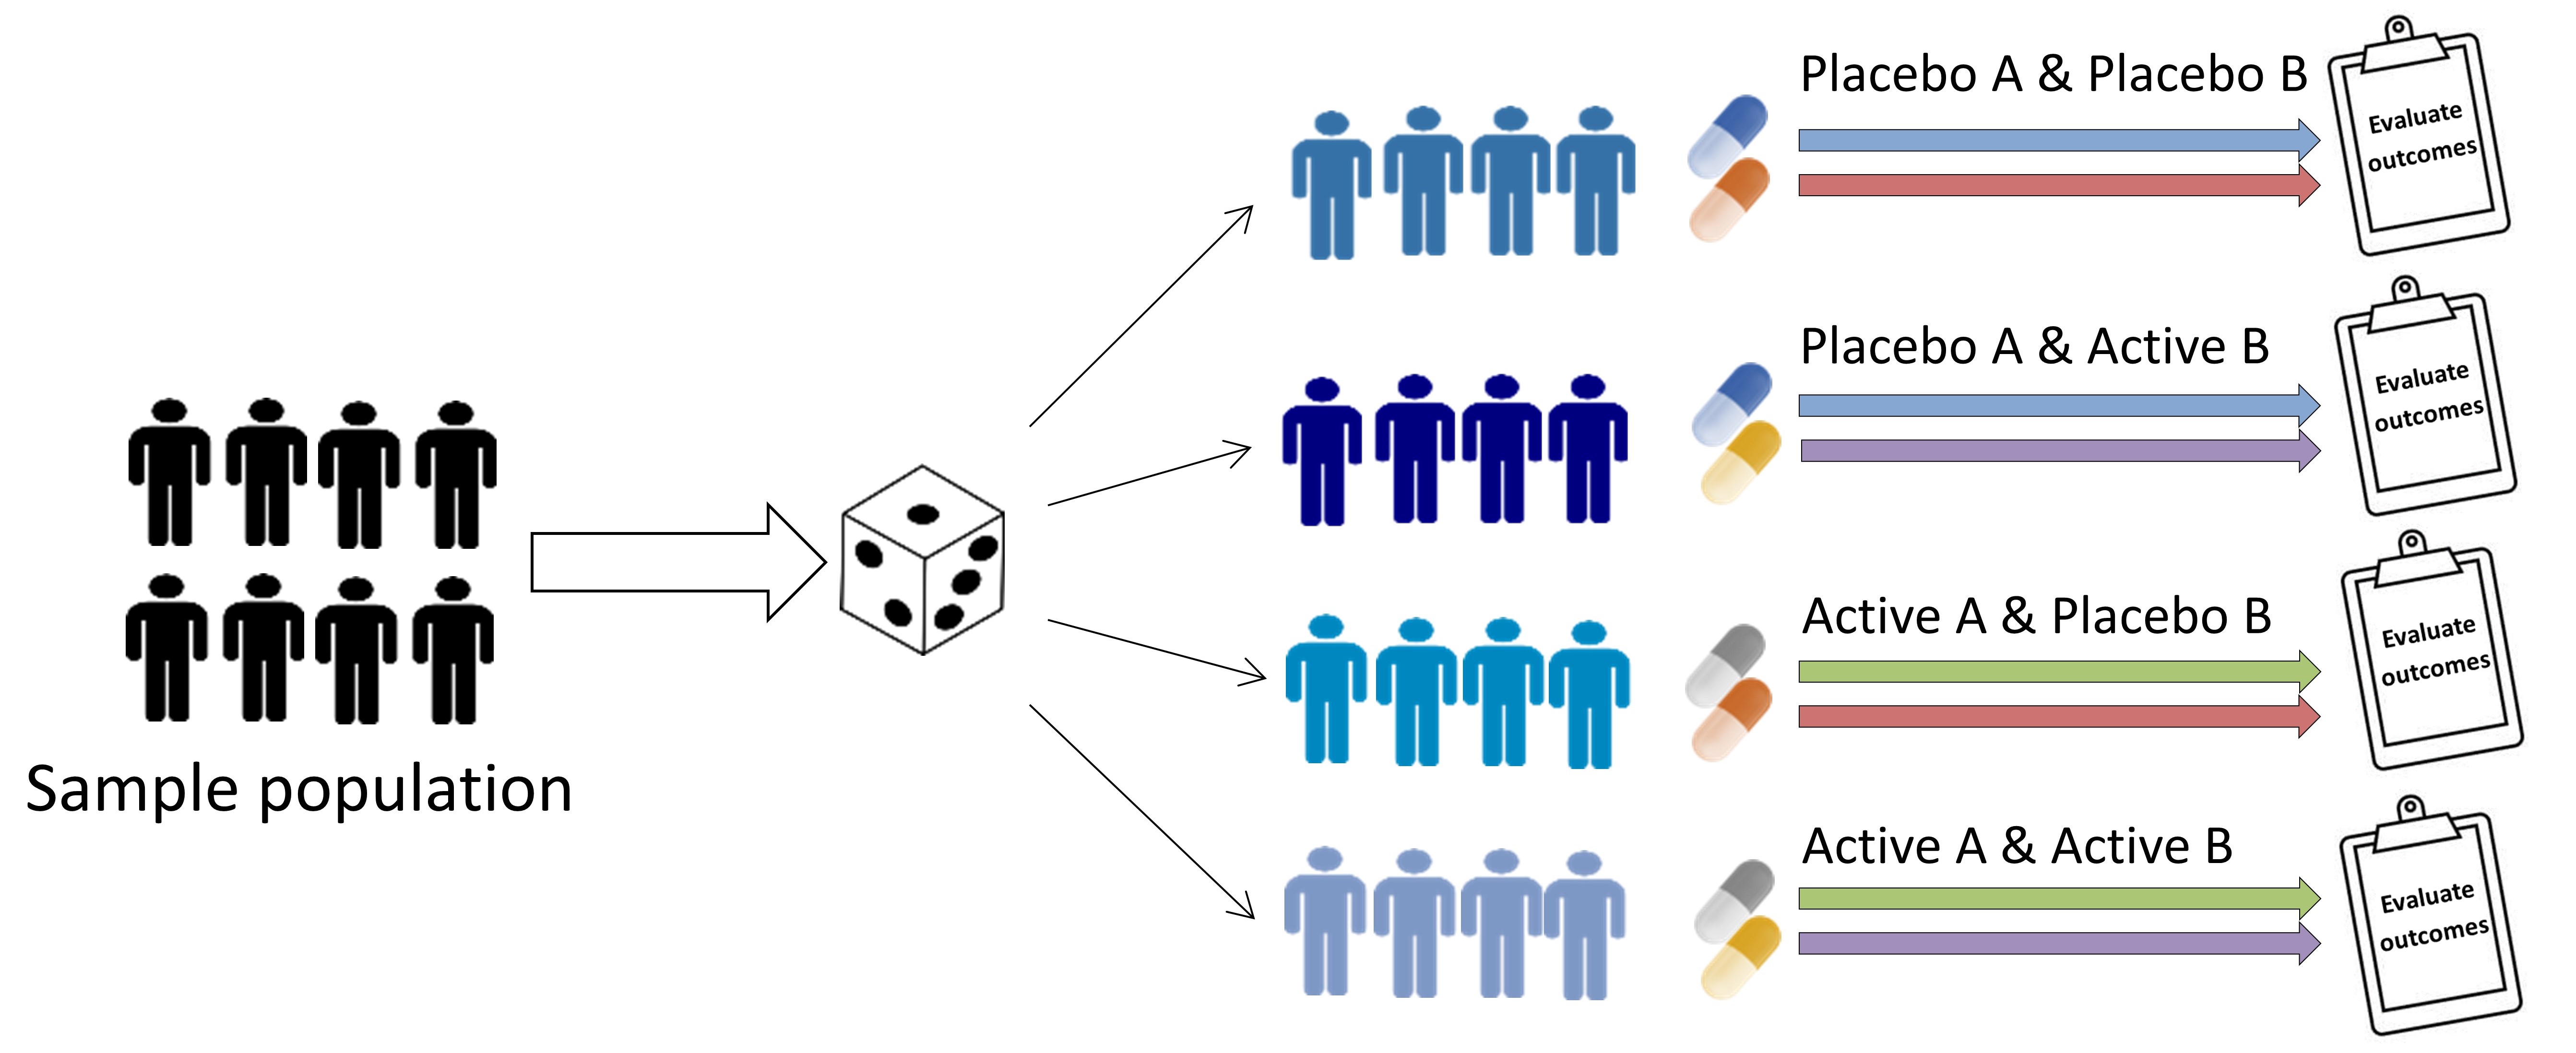 Sample population
Placebo A & Placebo B
Evaluate
outcomes
Placebo A & Active B
Evaluate
outcomes
Active A & Placebo B
Evaluate
outcomes
Active A & Active B
Evaluate
outcomes